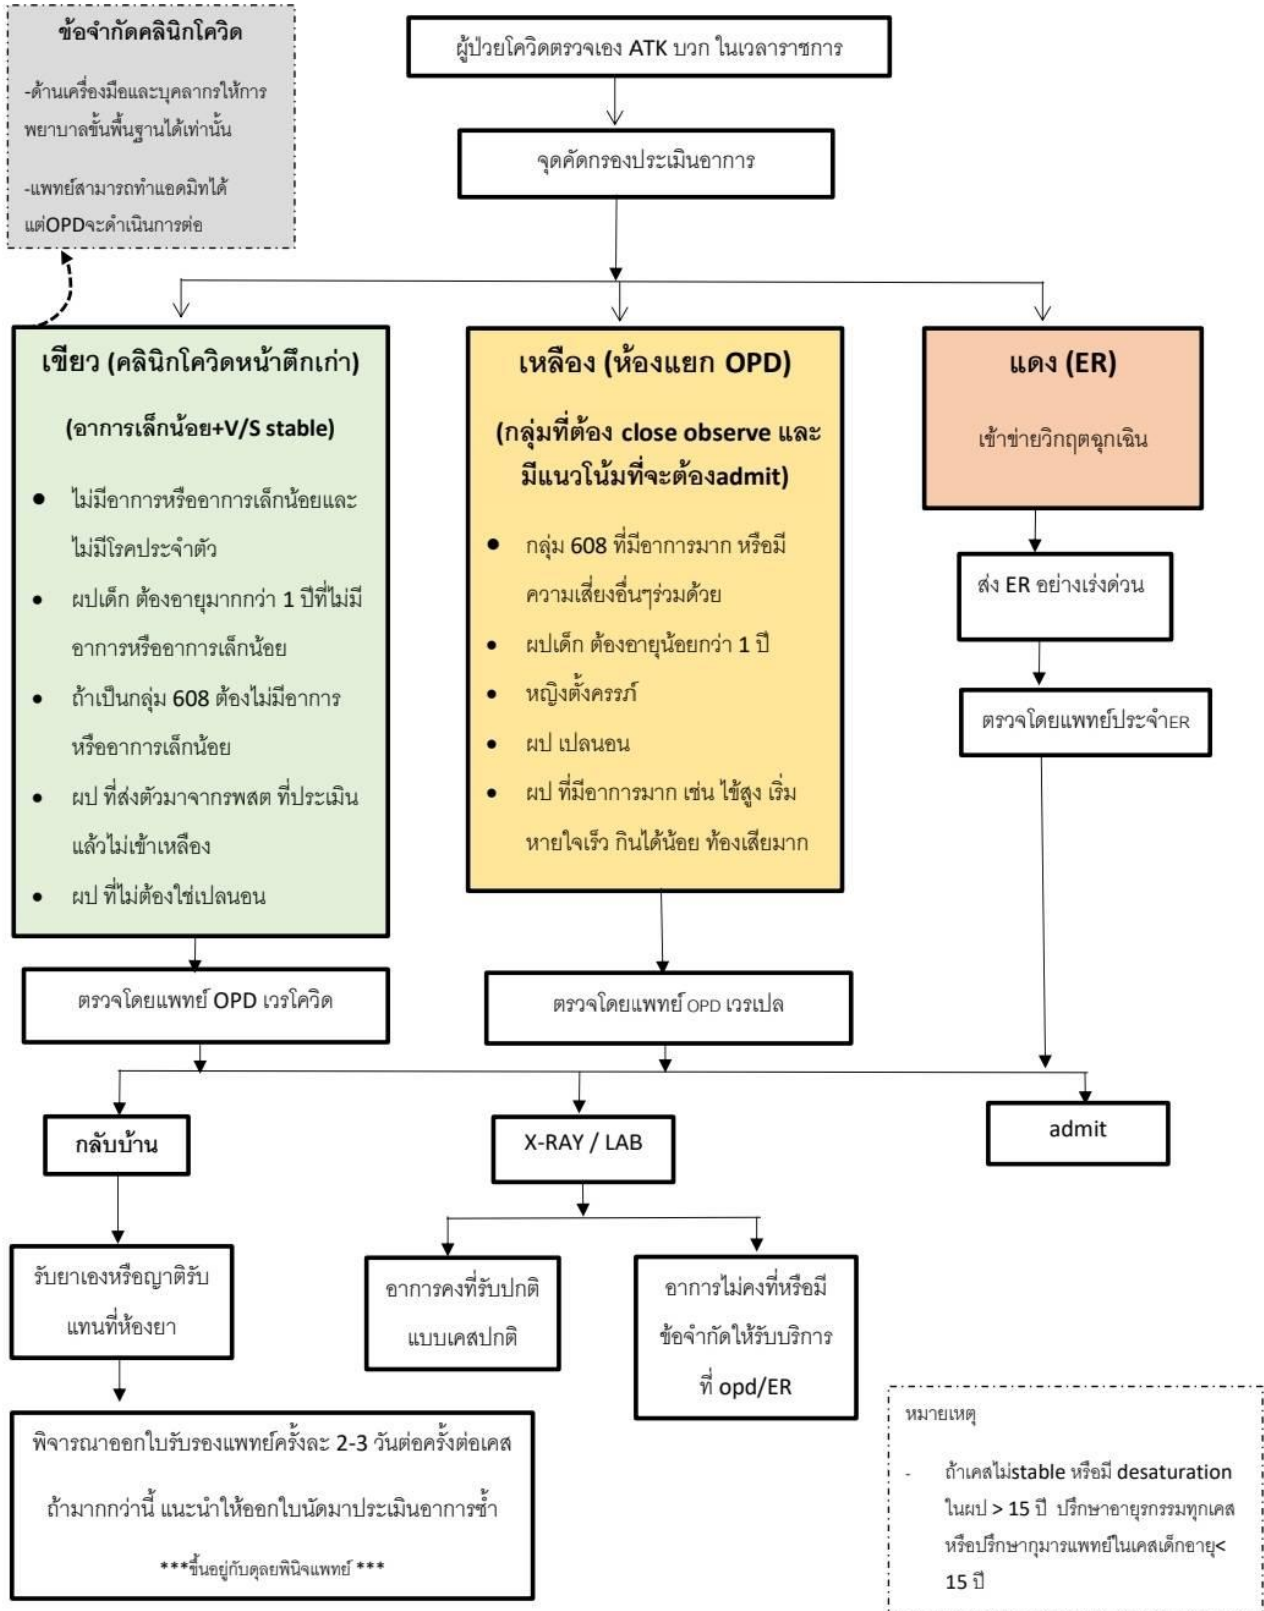 ข้อจำกัดคลินิกโควิด
-ด้านเครื่องมือและบุคลากรให้การ
พยาบาลขั้นพื้นฐานได้เท่านั้น
-แพทย์สามารถทำแอดมิทได้
แต่OPDจะดำเนินการต่อ
ผู้ป่วยโควิดตรวจเอง ATK บวก ในเวลาราชการ
จุดคัดกรองประเมินอาการ
เขียว (คลินิกโควิดหน้าตึกเก่า)
(อาการเล็กน้อย+V/S stable)
● ไม่มีอาการหรืออาการเล็กน้อยและ
ไม่มีโรคประจำตัว
• ผปเด็ก ต้องอายุมากกว่า 1 ปีที่ไม่มี
อาการหรืออาการเล็กน้อย
• ถ้าเป็นกลุ่ม 608 ต้องไม่มีอาการ
หรืออาการเล็กน้อย
• ผป ที่ส่งตัวมาจากรพสต ที่ประเมิน
แล้วไม่เข้าเหลือง
• ผป ที่ไม่ต้องใช่เปลนอน
เหลือง (ห้องแยก OPD)
(กลุ่มที่ต้อง close observe และ
มีแนวโน้มที่จะต้องadmit)
● กลุ่ม 608 ที่มีอาการมาก หรือมี
ความเสี่ยงอื่นๆร่วมด้วย
• ผปเด็ก ต้องอายุน้อยกว่า 1 ปี
• หญิงตั้งครรภ์
• ผป เปลนอน
• ผป ที่มีอาการมาก เช่น ไข้สูง เริ่ม
หายใจเร็ว กินได้น้อย ท้องเสียมาก
แดง (ER)
เข้าข่ายวิกฤตฉุกเฉิน
ส่ง ER อย่างเร่งด่วน
ตรวจโดยแพทย์ประจำER
ตรวจโดยแพทย์ OPD เวรโควิด
ตรวจโดยแพทย์ OPD เวรเปล
กลับบ้าน
X-RAY / LAB
admit
รับยาเองหรือญาติรับ
แทนที่ห้องยา
อาการคงที่รับปกติ
แบบเคสปกติ
อาการไม่คงที่หรือมี
ข้อจำกัดให้รับบริการ
ที่ opd/ER
พิจารณาออกใบรับรองแพทย์ครั้งละ 2-3 วันต่อครั้งต่อเคส
ถ้ามากกว่านี้ แนะนำให้ออกใบนัดมาประเมินอาการซ้ำ
***ขึ้นอยู่กับดุลยพินิจแพทย์ ***
หมายเหตุ
- ถ้าเคสไม่stable หรือมี desaturation
ในผป > 15 ปี ปรึกษาอายุรกรรมทุกเคส
หรือปรึกษากุมารแพทย์ในเคสเด็กอายุ<
15 ปี